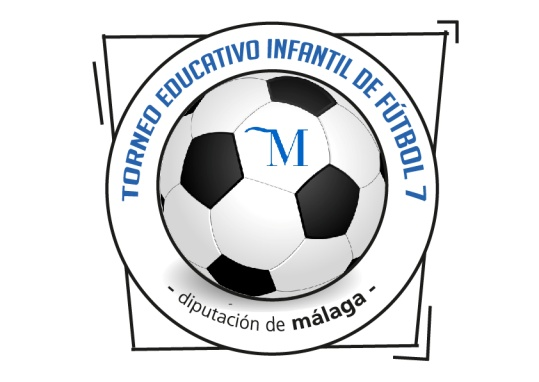 TORNEO EDUCATIVO INFANTIL DE FÚTBOL 7
M
- diputación de málaga -